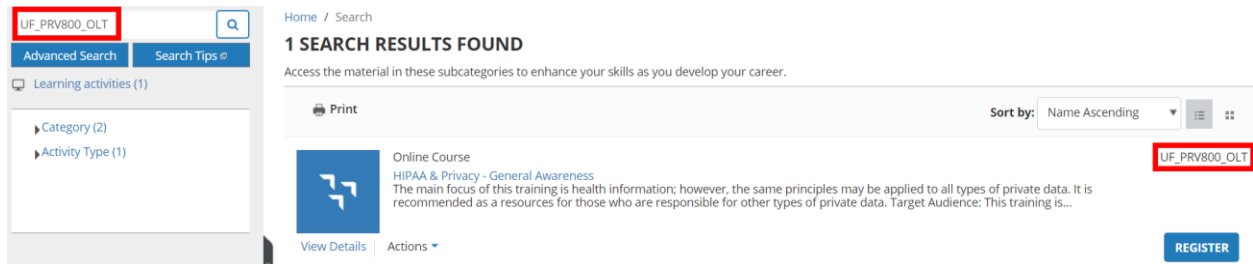 UF_PRV800_OLT
Advanced Search
Search Tips
Learning activities (1)
Category (2)
Activity Type (1)
Home / Search
1 SEARCH RESULTS FOUND
Access the material in these subcategories to enhance your skills as you develop your career.
Print
Sort by: Name Ascending
Online Course
UF_PRV800_OLT
HIPAA & Privacy - General Awareness
The main focus of this training is health information; however, the same principles may be applied to all types of private data. It is
recommended as a resources for those who are responsible for other types of private data. Target Audience: This training is...
View Details
Actions
REGISTER